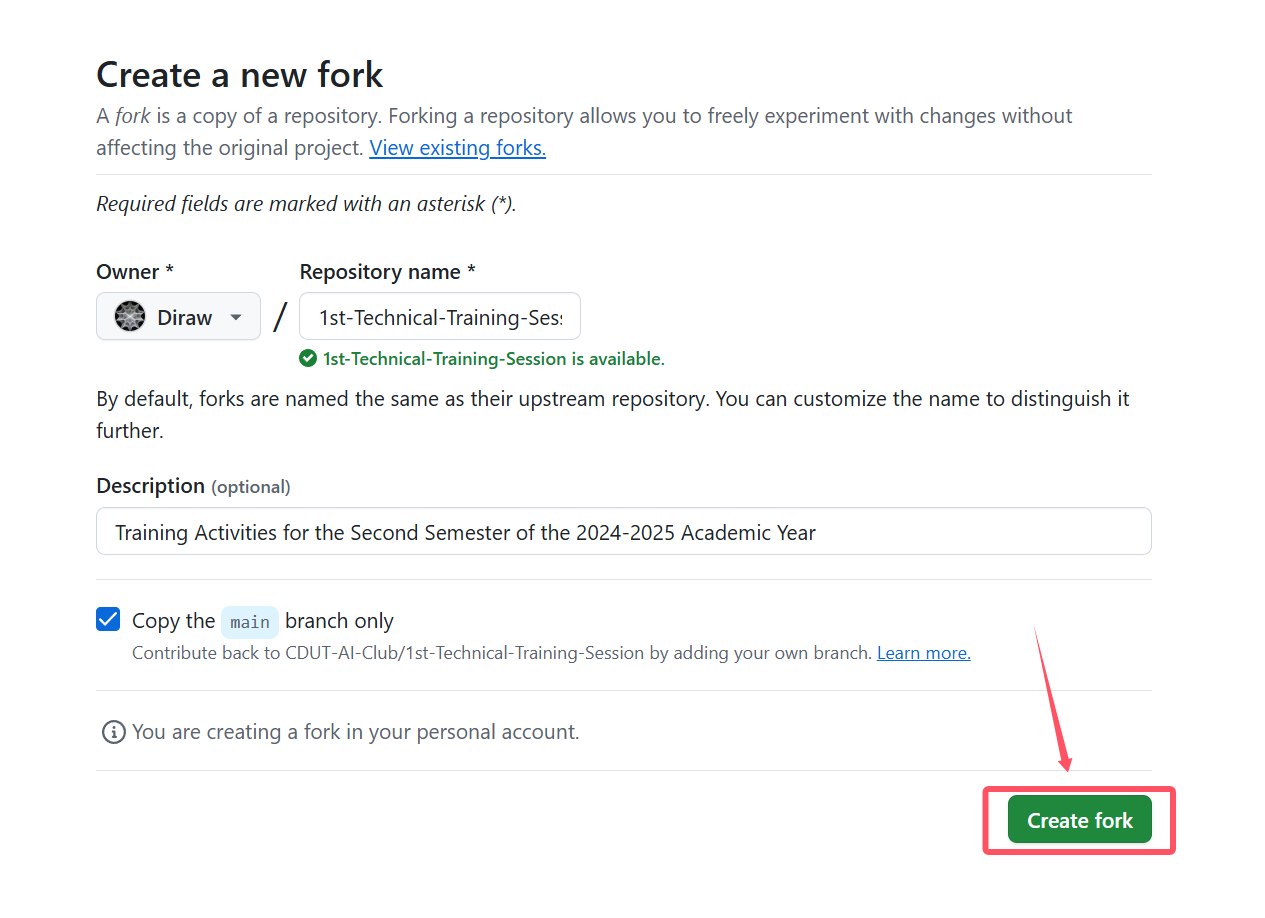 Create a new fork
A fork is a copy of a repository. Forking a repository allows you to freely experiment with changes without
affecting the original project. View existing forks.
Required fields are marked with an asterisk (*).
Owner *
Repository name *
Diraw
/
1st-Technical-Training-Ses
1st-Technical-Training-Session is available.
By default, forks are named the same as their upstream repository. You can customize the name to distinguish it
further.
Description (optional)
Training Activities for the Second Semester of the 2024-2025 Academic Year
Copy the main branch only
Contribute back to CDUT-AI-Club/1st-Technical-Training-Session by adding your own branch. Learn more.
You are creating a fork in your personal account.
Create fork